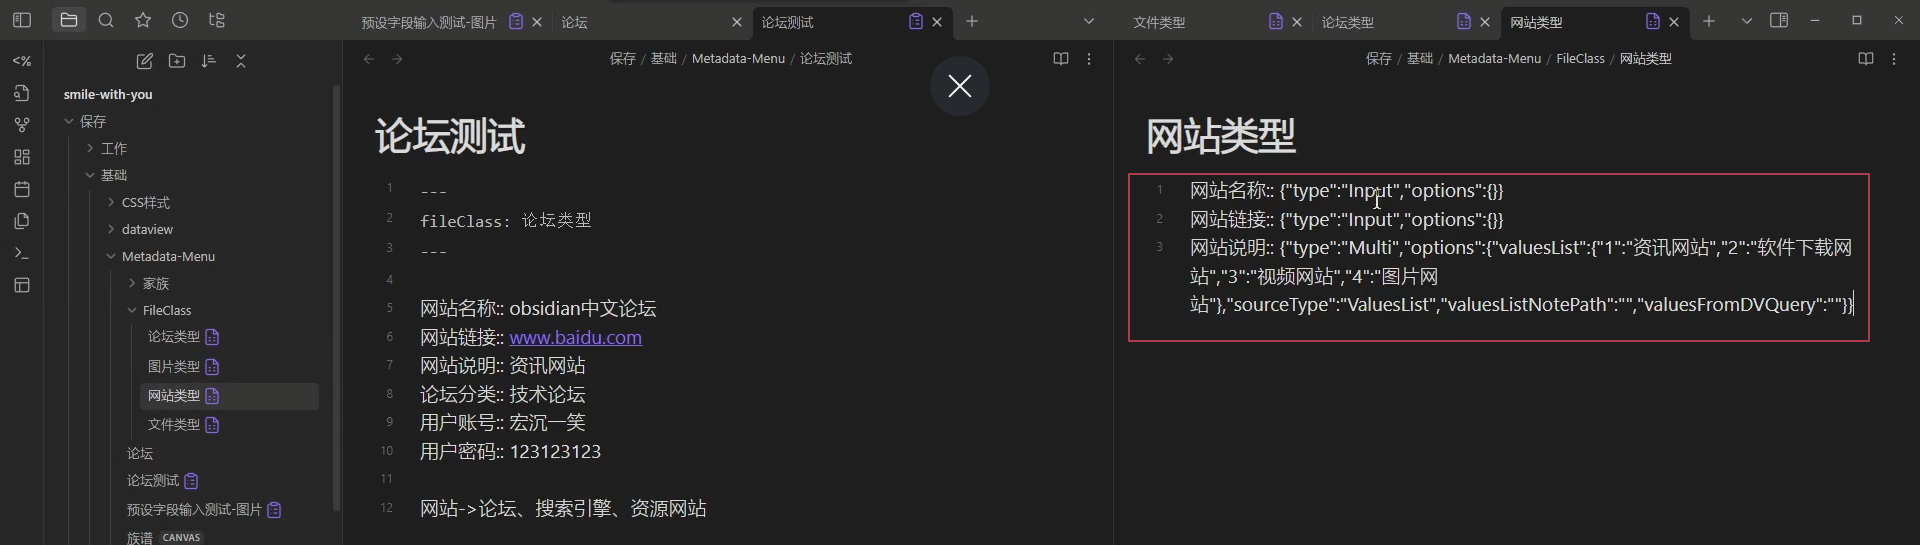 预设字段输入测试-图片
论坛
论坛测试
文件类型
论坛类型
网站类型
<%
保存 / 基础 / Metadata-Menu / 论坛测试
保存 / 基础 / Metadata-Menu / FileClass / 网站类型
smile-with-you
保存
工作
基础
CSS样式
dataview
Metadata-Menu
家族
FileClass
论坛类型
图片类型
网站类型
文件类型
论坛
论坛测试
预设字段输入测试-图片
族谱 CANVAS
论坛测试
1 ---
2 fileClass: 论坛类型
3 ---
4
5 网站名称:: obsidian中文论坛
6 网站链接:: www.baidu.com
7 网站说明:: 资讯网站
8 论坛分类:: 技术论坛
9 用户账号:: 宏沉一笑
10 用户密码:: 123123123
11
12 网站->论坛、搜索引擎、资源网站
网站类型
1 网站名称:: {"type":"Input","options":{}}
2 网站链接:: {"type":"Input","options":{}}
3 网站说明:: {"type":"Multi","options":{"valuesList":{"1":"资讯网站","2":"软件下载网
站","3":"视频网站","4":"图片网
站"},"sourceType":"ValuesList","valuesListNotePath":"","valuesFromDVQuery":""}}